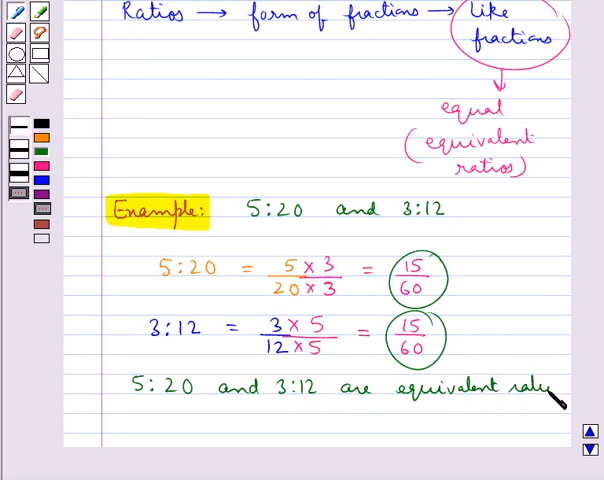 Ratios → form of fractions → Like
fractions
equal
(equivalent
ratios)
Example: 5:20 and 3:12
5:20 = 5 × 3 / 20 × 3 = 15 / 60
3:12 = 3 × 5 / 12 × 5 = 15 / 60
5:20 and 3:12 are equivalent